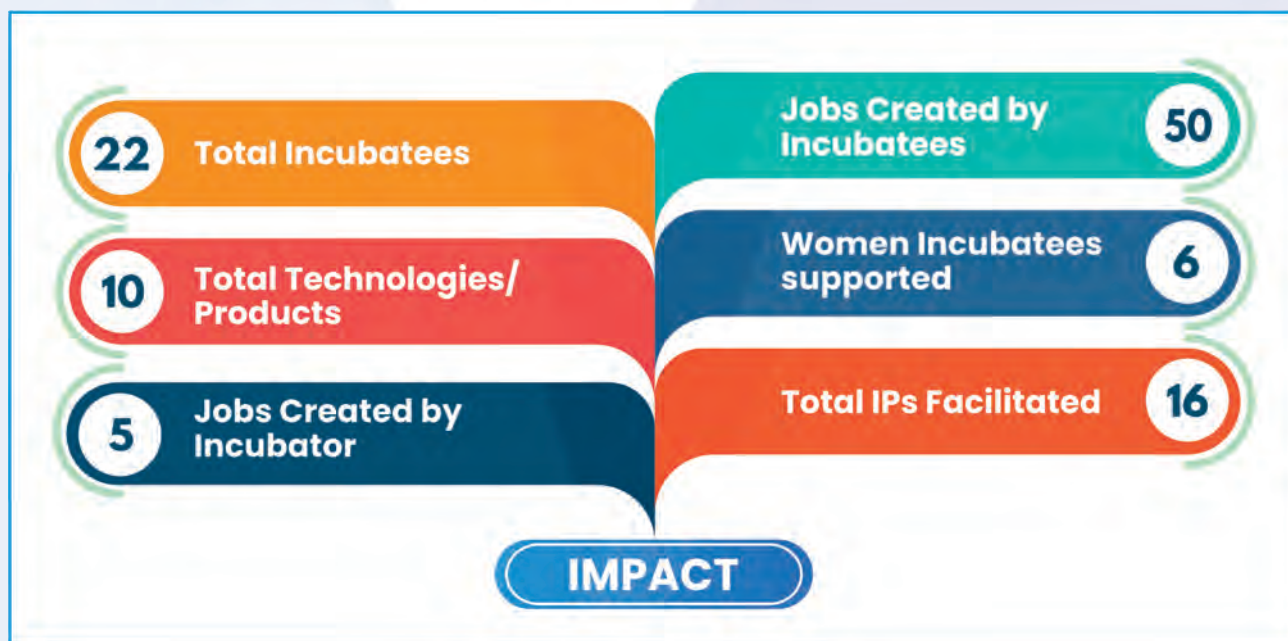 22 Total Incubatees
10 Total Technologies/
Products
5 Jobs Created by
Incubator
Jobs Created by
Incubatees 50
Women Incubatees
supported 6
Total IPs Facilitated 16
IMPACT